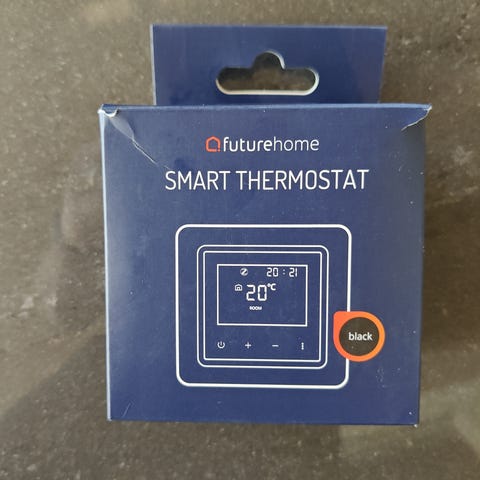 futurehome
SMART THERMOSTAT
20:21
20°C
ROOM
black